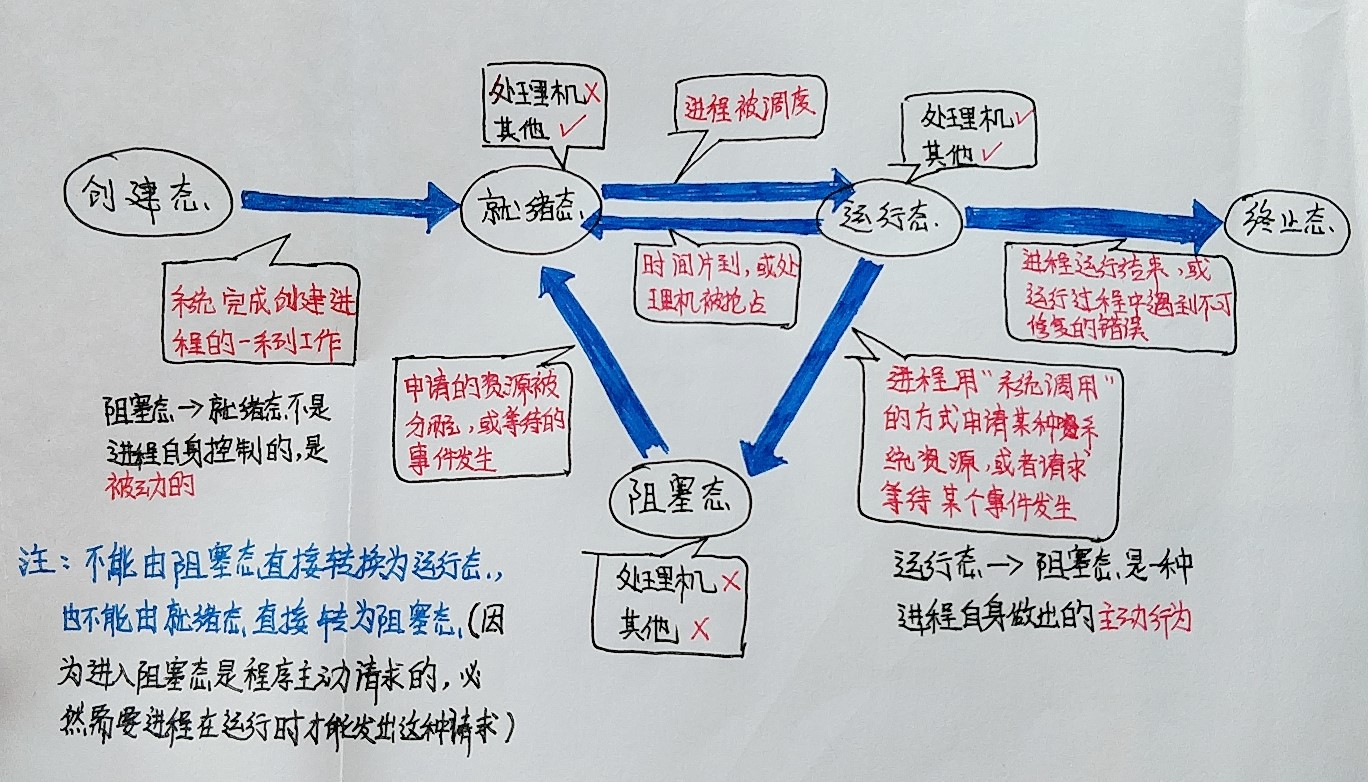 处理机×
其他 ✓
进程被调度
处理机✓
其他 ✓
创建态
就绪态
运行态
终止态
系统完成创建进
程的一系列工作
时间片到，或处
理机被抢占
进程运行结束，或
运行过程中遇到不可
修复的错误
申请的资源被
分配，或等待的
事件发生
进程用“系统调用”
的方式申请某种系
统资源，或者请求
等待某个事件发生
阻塞态→就绪态不是
进程自身控制的，是
被动的
阻塞态
处理机 ×
其他 ×
运行态→阻塞态是一种
进程自身做出的主动行为
注：不能由阻塞态直接转换为运行态，
也不能由就绪态直接转为阻塞态（因
为进入阻塞态是程序主动请求的，必
然需要进程在运行时才能发出这种请求）